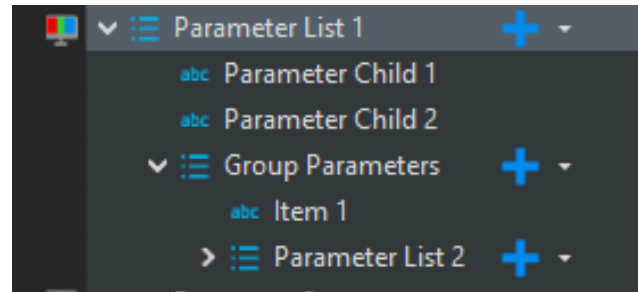 Parameter List 1
abc Parameter Child 1
abc Parameter Child 2
Group Parameters
abc Item 1
Parameter List 2